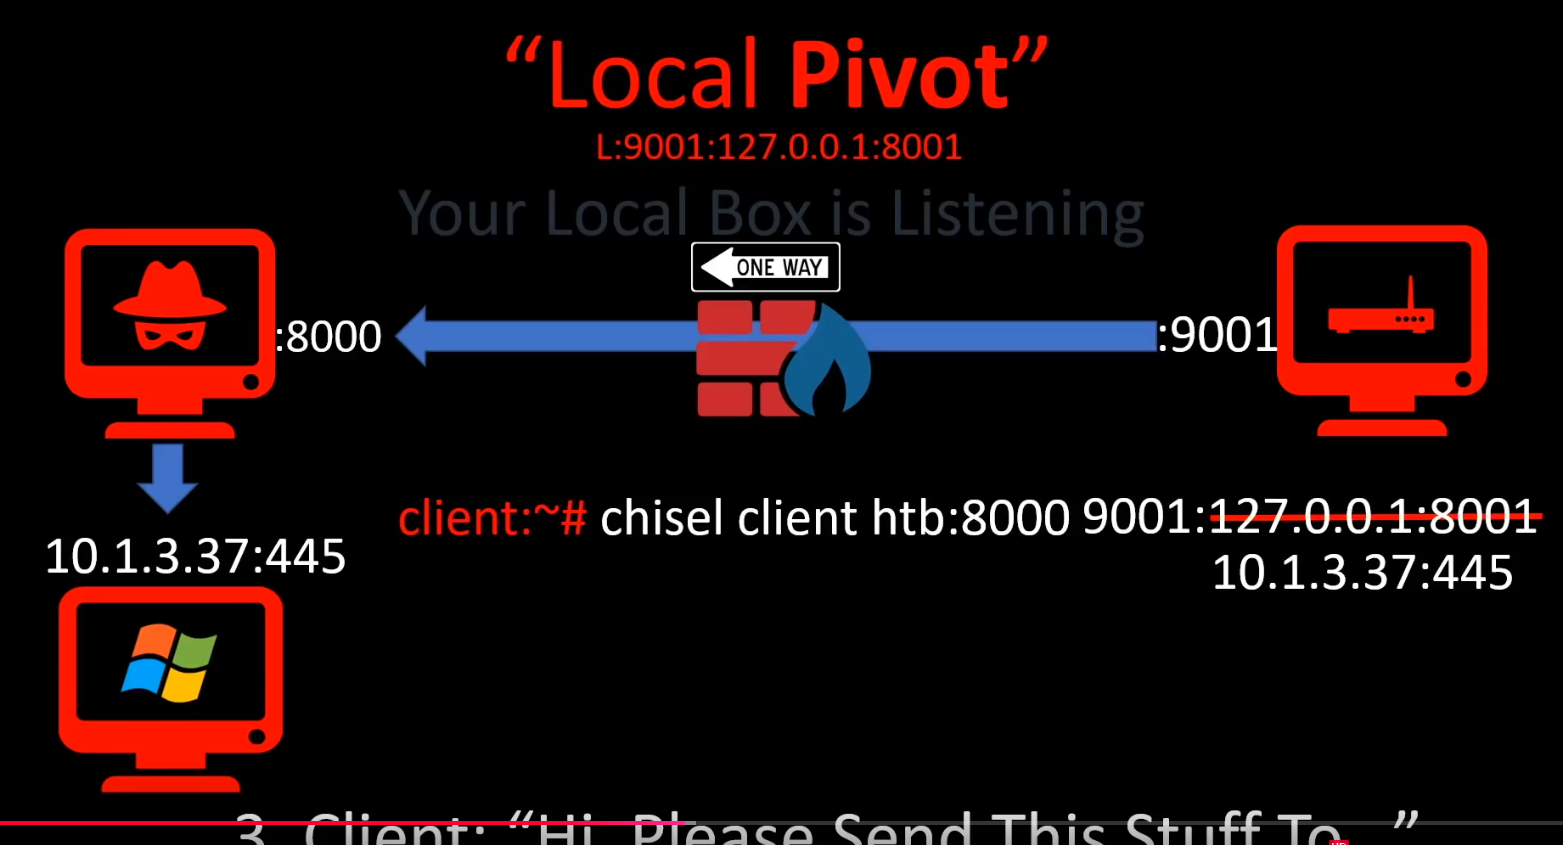 “Local Pivot”
L:9001:127.0.0.1:8001
Your Local Box is Listening
ONE WAY
:8000
:9001
client:~# chisel client htb:8000 9001:127.0.0.1:8001
10.1.3.37:445
10.1.3.37:445
3. Client: “Hi, Please Send This Stuff To...”
HD